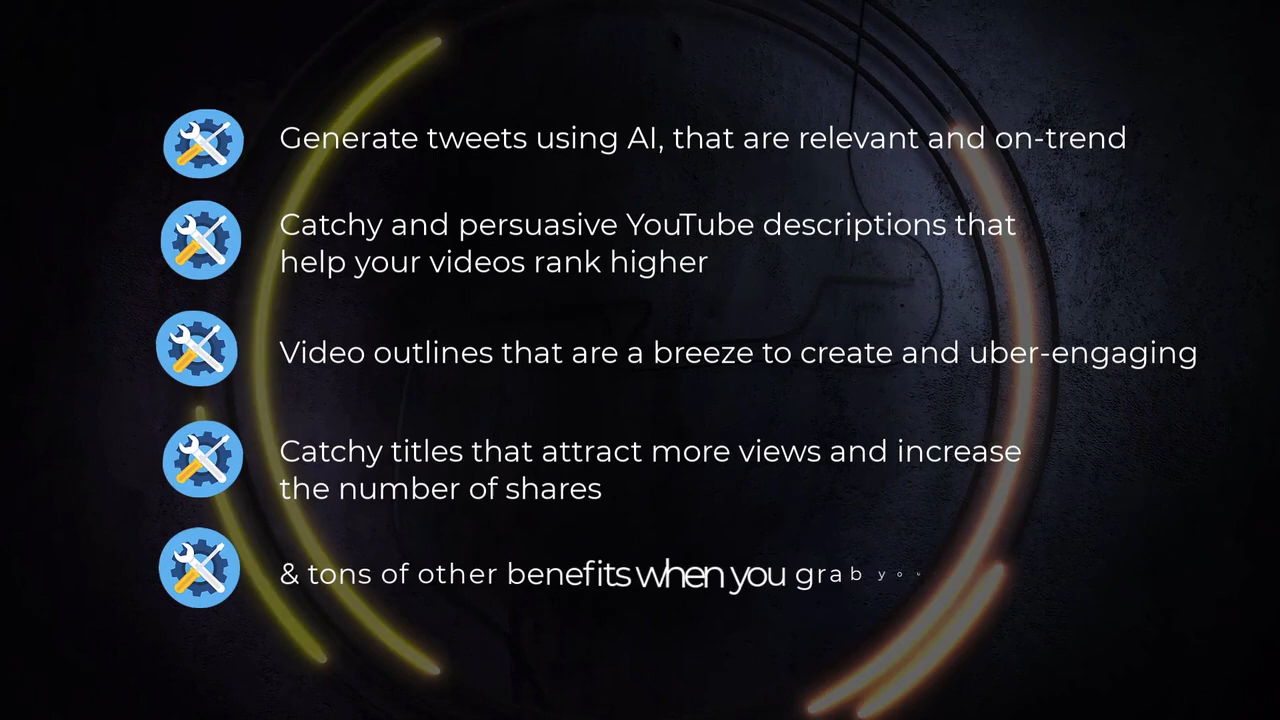 Generate tweets using AI, that are relevant and on-trend
Catchy and persuasive YouTube descriptions that
help your videos rank higher
Video outlines that are a breeze to create and uber-engaging
Catchy titles that attract more views and increase
the number of shares
& tons of other benefits when you grab you